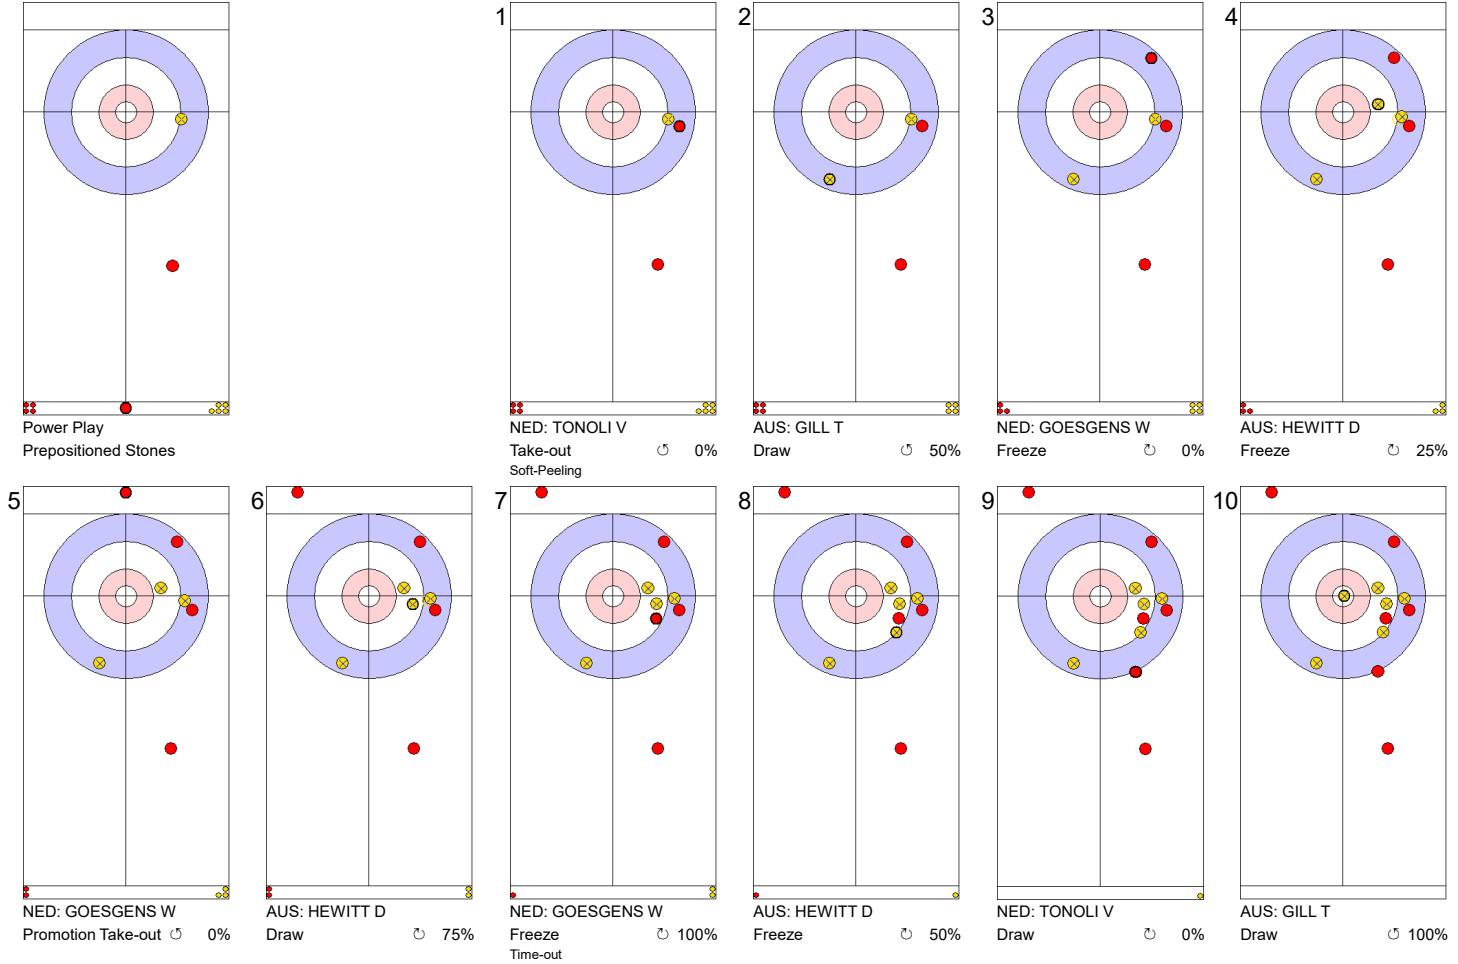 1
2
3
4
Power Play
Prepositioned Stones
NED: TONOLI V
Take-out ↺ 0%
Soft-Peeling
AUS: GILL T
Draw ↺ 50%
NED: GOESGENS W
Freeze ↻ 0%
AUS: HEWITT D
Freeze ↻ 25%
5
6
7
8
9
10
NED: GOESGENS W
Promotion Take-out ↺ 0%
AUS: HEWITT D
Draw ↻ 75%
NED: GOESGENS W
Freeze ↻ 100%
Time-out
AUS: HEWITT D
Freeze ↻ 50%
NED: TONOLI V
Draw ↻ 0%
AUS: GILL T
Draw ↺ 100%